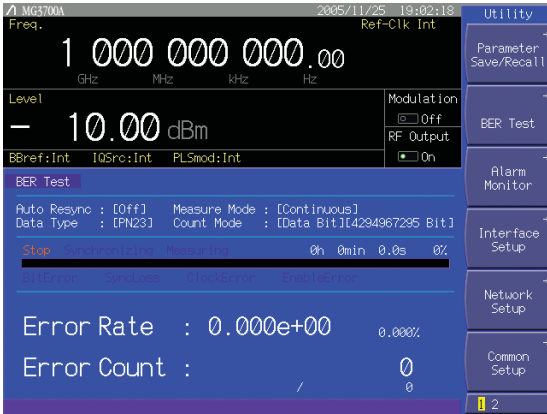 MG3700A 2005/11/25 19:02:18
Freq. Ref-Clk Int
1 000 000 000.00
GHz MHz kHz Hz
Level
- 10.00 dBm
Modulation
Off
RF Output
On
BBref:Int IQSrc:Int PLSmod:Int
BER Test
Auto Resync : [Off] Measure Mode : [Continuous]
Data Type : [PN23] Count Mode : [Data Bit][4294967295 Bit]
Stop Synchronizing Measuring 0h 0min 0.0s 0%
BitError SyncLoss ClockError EnableError
Error Rate : 0.000e+00 0.000%
Error Count : 0
/ 0
Utility
Parameter
Save/Recall
BER Test
Alarm
Monitor
Interface
Setup
Network
Setup
Common
Setup
1 2